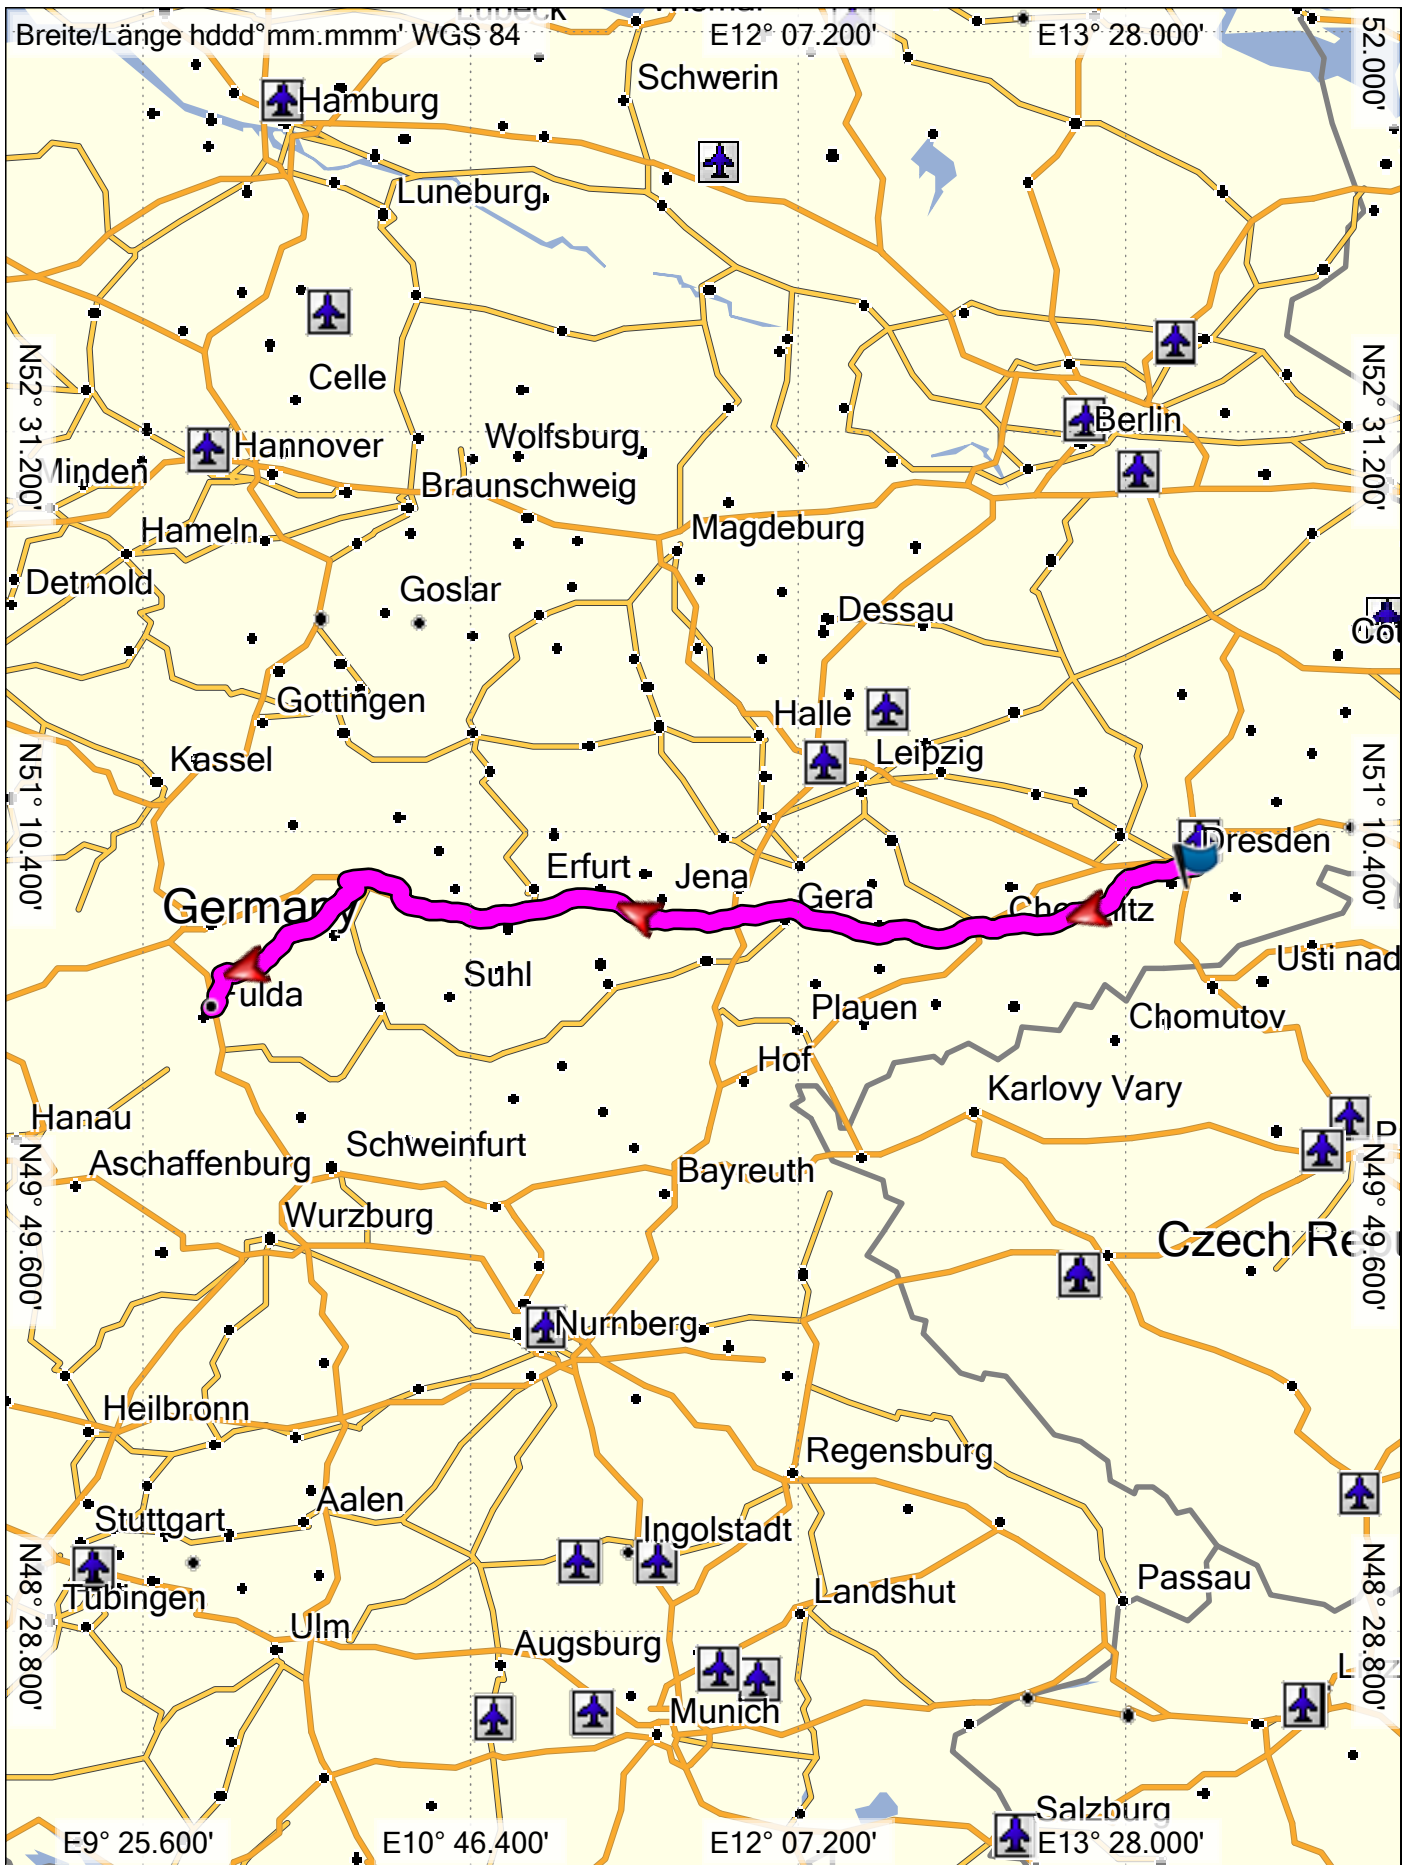 Lubeck
Wismar
Breite/Länge hddd°mm.mmm' WGS 84
E12° 07.200'
E13° 28.000'
52.000'
Schwerin
Hamburg
Luneburg
Celle
N52° 31.200'
N52° 31.200'
Berlin
Hannover
Wolfsburg
Minden
Braunschweig
Magdeburg
Hameln
Detmold
Goslar
Dessau
Cot
Gottingen
Halle
Leipzig
Kassel
N51° 10.400'
N51° 10.400'
Dresden
Erfurt
Jena
Gera
Germany
Chemnitz
Usti nad
Suhl
Fulda
Plauen
Chomutov
Hof
Karlovy Vary
Hanau
P
Schweinfurt
Aschaffenburg
Bayreuth
N49° 49.600'
N49° 49.600'
Wurzburg
Czech Repu
Nurnberg
Heilbronn
Regensburg
Aalen
Stuttgart
Ingolstadt
N48° 28.800'
N48° 28.800'
Passau
Tubingen
Landshut
Ulm
Augsburg
Munich
Salzburg
E9° 25.600'
E10° 46.400'
E12° 07.200'
E13° 28.000'